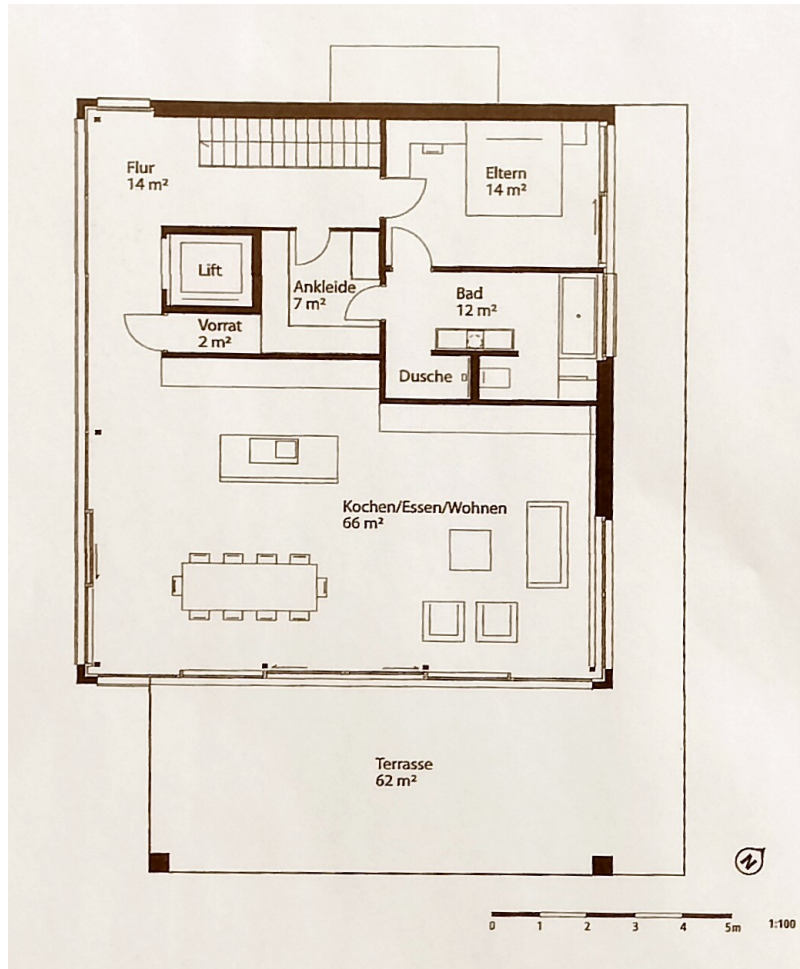 Flur
14 m²
Eltern
14 m²
Lift
Ankleide
7 m²
Bad
12 m²
Vorrat
2 m²
Dusche
Kochen/Essen/Wohnen
66 m²
Terrasse
62 m²
N
0 1 2 3 4 5m 1:100